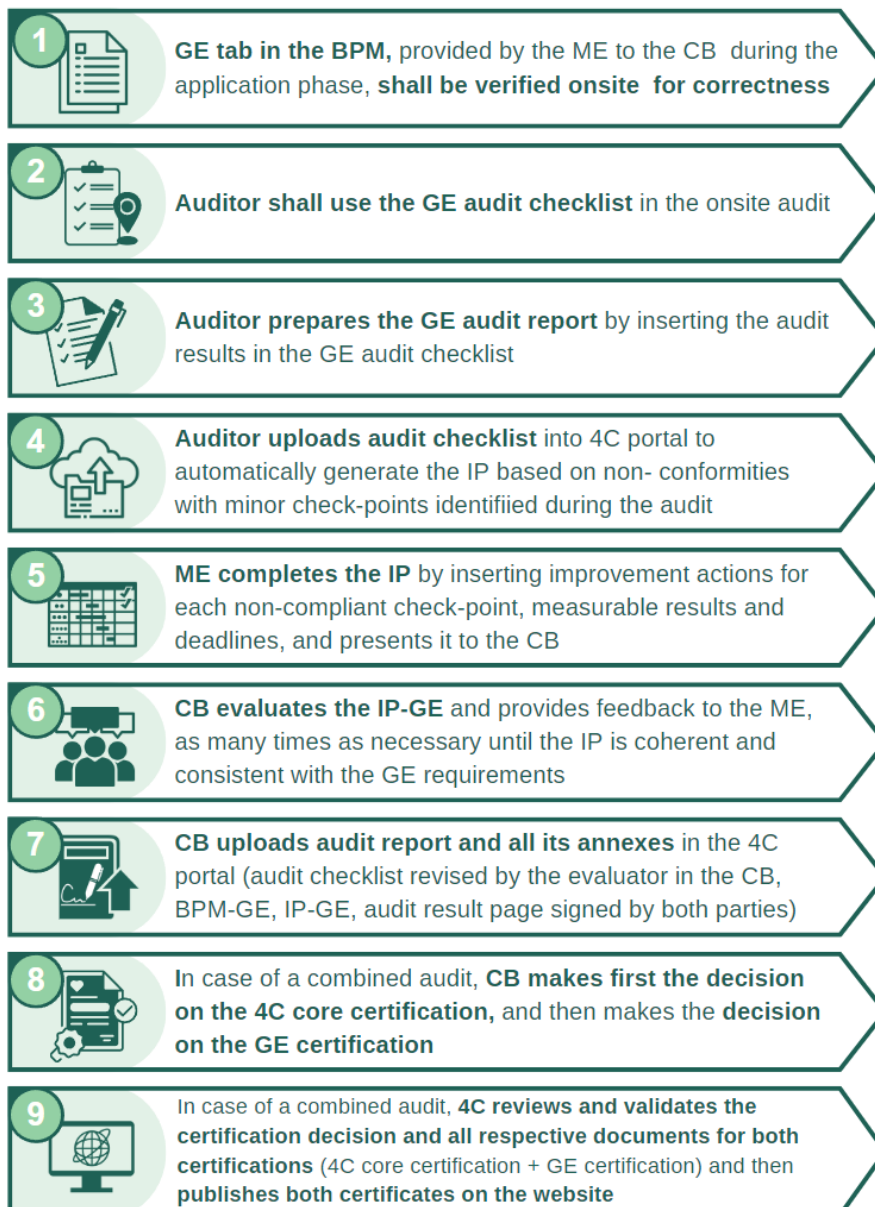 1
GE tab in the BPM, provided by the ME to the CB during the
application phase, shall be verified onsite for correctness
2
Auditor shall use the GE audit checklist in the onsite audit
3
Auditor prepares the GE audit report by inserting the audit
results in the GE audit checklist
4
Auditor uploads audit checklist into 4C portal to
automatically generate the IP based on non- conformities
with minor check-points identifiied during the audit
5
ME completes the IP by inserting improvement actions for
each non-compliant check-point, measurable results and
deadlines, and presents it to the CB
6
CB evaluates the IP-GE and provides feedback to the ME,
as many times as necessary until the IP is coherent and
consistent with the GE requirements
7
CB uploads audit report and all its annexes in the 4C
portal (audit checklist revised by the evaluator in the CB,
BPM-GE, IP-GE, audit result page signed by both parties)
8
In case of a combined audit, CB makes first the decision
on the 4C core certification, and then makes the decision
on the GE certification
9
In case of a combined audit, 4C reviews and validates the
certification decision and all respective documents for both
certifications (4C core certification + GE certification) and then
publishes both certificates on the website